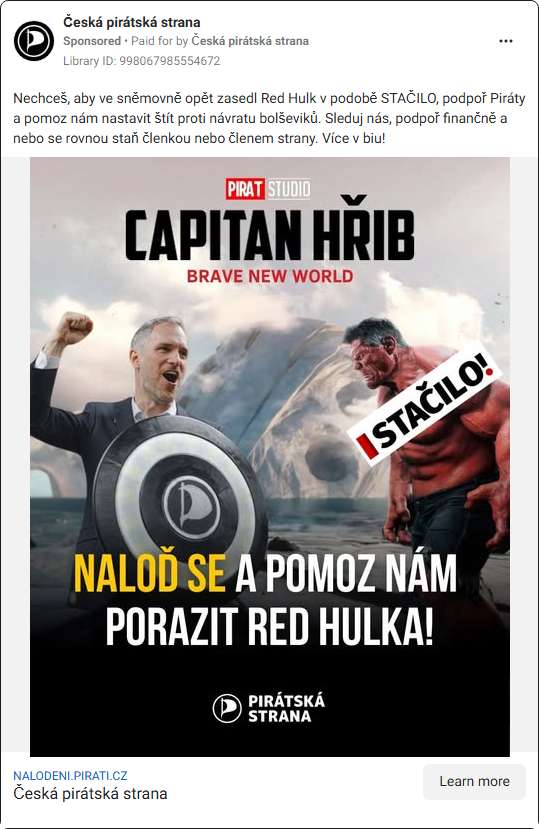 Česká pirátská strana
Sponsored • Paid for by Česká pirátská strana
Library ID: 998067985554672
Nechceš, aby ve sněmovně opět zasedl Red Hulk v podobě STAČILO, podpoř Piráty
a pomoz nám nastavit štít proti návratu bolševiků. Sleduj nás, podpoř finančně a
nebo se rovnou staň členkou nebo členem strany. Více v biu!
PIRAT STUDIO
CAPITAN HŘIB
BRAVE NEW WORLD
STAČILO!
NALOĎ SE A POMOZ NÁM
PORAZIT RED HULKA!
PIRÁTSKÁ
STRANA
NALODENI.PIRATI.CZ
Česká pirátská strana
Learn more